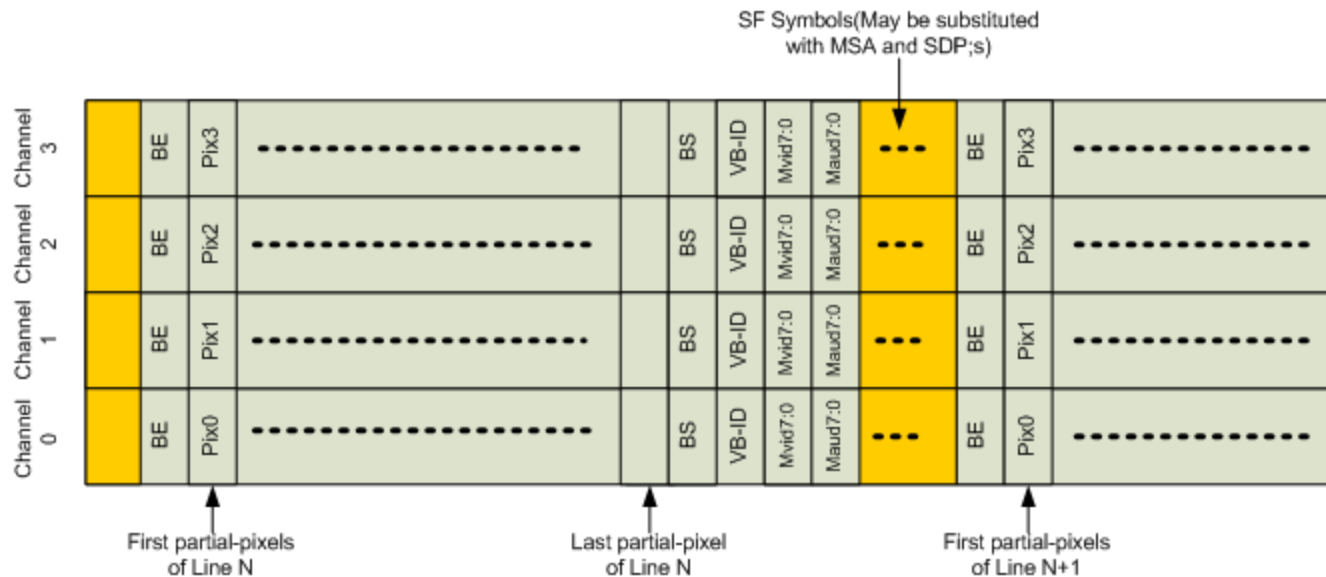 SF Symbols(May be substituted
with MSA and SDP;s)
Channel
3
BE
Pix3
BS
VB-ID
Mvid7:0
Maud7:0
BE
Pix3
Channel
2
BE
Pix2
BS
VB-ID
Mvid7:0
Maud7:0
BE
Pix2
Channel
1
BE
Pix1
BS
VB-ID
Mvid7:0
Maud7:0
BE
Pix1
Channel
0
BE
Pix0
BS
VB-ID
Mvid7:0
Maud7:0
BE
Pix0
First partial-pixels
of Line N
Last partial-pixel
of Line N
First partial-pixels
of Line N+1